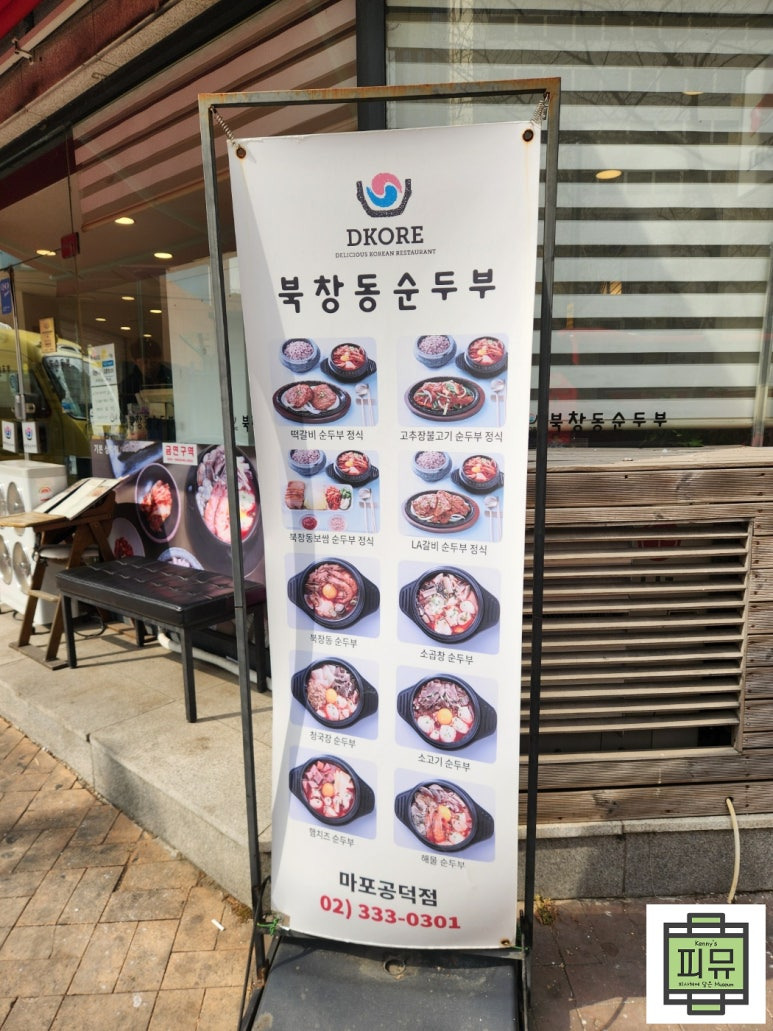 DKORE
DELICIOUS KOREAN RESTAURANT
북창동순두부
떡갈비 순두부 정식
고추장불고기 순두부 정식
북창동보쌈 순두부 정식
LA갈비 순두부 정식
북창동 순두부
소곱창 순두부
청국장 순두부
소고기 순두부
햄치즈 순두부
해물 순두부
마포공덕점
02) 333-0301
북창동순두부
금연구역
Kenny's
피뮤